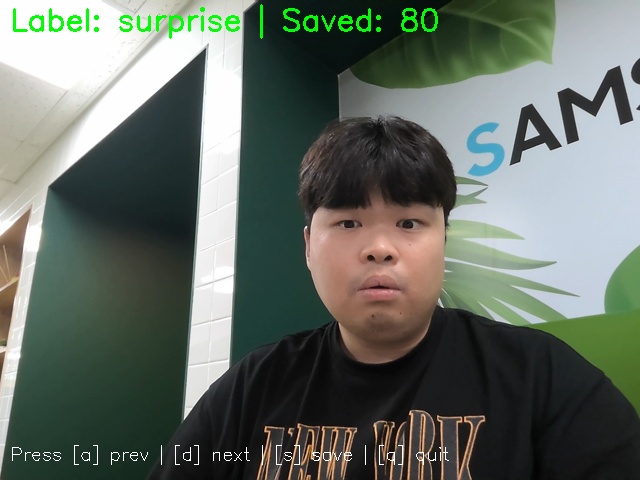 Label: surprise | Saved: 80
SAMS
NEW YORK
Press [a] prev | [d] next | [s] save | [q] quit